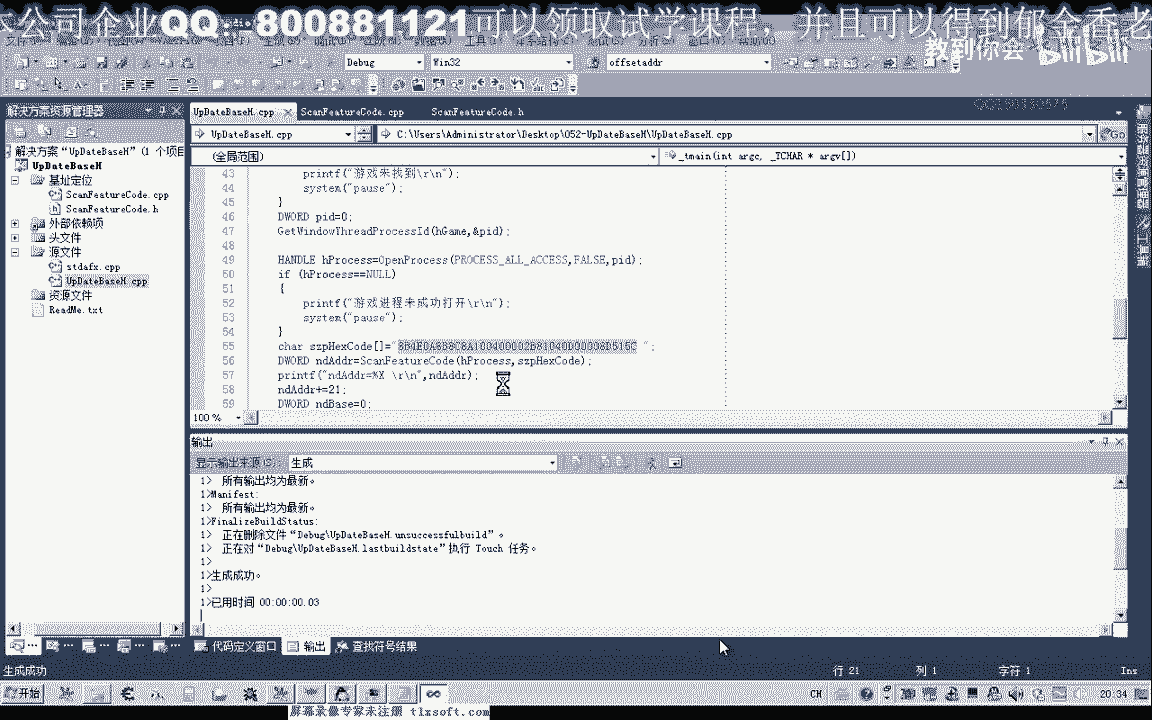 本公司企业QQ:-800881121可以领取试学课程，并且可以得到郁金香老
教到你会 bilibili
Debug Win32 offsetaddr
解决方案资源管理器
解决方案“UpDateBaseH” (1 个项目
UpDateBaseH
基址定位
ScanFeatureCode.cpp
ScanFeatureCode.h
外部依赖项
头文件
源文件
stdafx.cpp
UpDateBaseH.cpp
资源文件
ReadMe.txt
UpDateBaseH.cpp ScanFeatureCode.cpp ScanFeatureCode.h
UpDateBaseH.cpp C:\Users\Administrator\Desktop\052-UpDateBaseH\UpDateBaseH.cpp Go
(全局范围) _tmain(int argc, _TCHAR * argv[])
43 printf("游戏未找到\r\n");
44 system("pause");
45 }
46 DWORD pid=0;
47 GetWindowThreadProcessId(hGame,&pid);
48
49 HANDLE hProcess=OpenProcess(PROCESS_ALL_ACCESS,FALSE,pid);
50 if (hProcess==NULL)
51 {
52 printf("游戏进程未成功打开\r\n");
53 system("pause");
54 }
55 char szpHexCode[]="
56 DWORD ndAddr=ScanFeatureCode(hProcess,szpHexCode);
57 printf("ndAddr=%X \r\n",ndAddr);
58 ndAddr+=21;
59 DWORD ndBase=0;
100 %
输出
显示输出来源(S): 生成
1> 所有输出均为最新。
1>Manifest:
1> 所有输出均为最新。
1>FinalizeBuildStatus:
1> 正在删除文件“Debug\UpDateBaseH.unsuccessfulbuild”。
1> 正在对“Debug\UpDateBaseH.lastbuildstate”执行 Touch 任务。
1>
1>生成成功。
1>
1>已用时间 00:00:00.03
代码定义窗口 输出 查找符号结果
生成成功 行 21 列 1 字符 1 Ins
开始 CH 20:34
屏幕录像专家未注册 tlxsoft.com